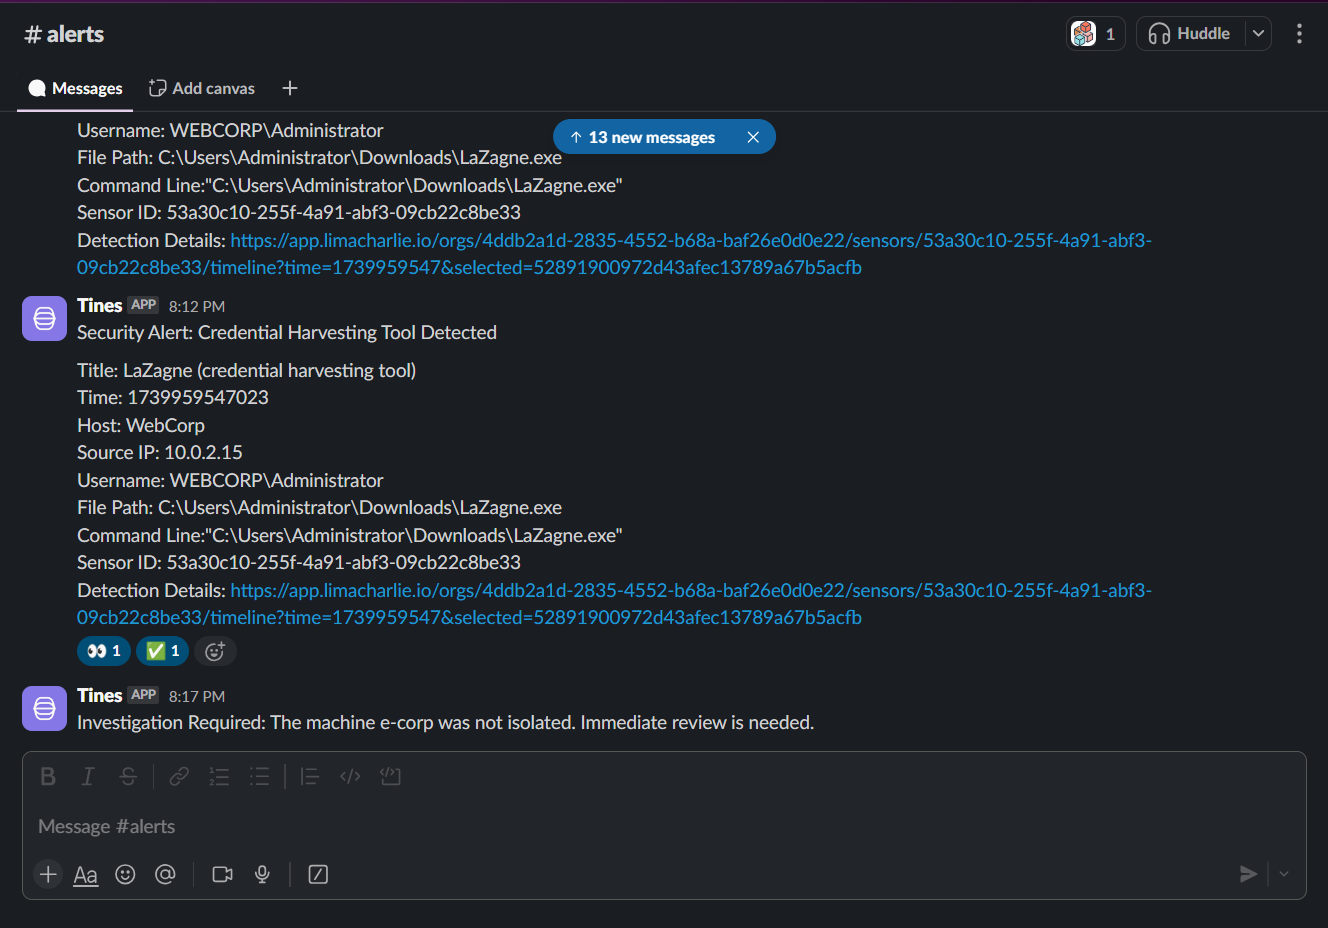 # alerts
1
Huddle
Messages
Add canvas
↑ 13 new messages
Username: WEBCORP\Administrator
File Path: C:\Users\Administrator\Downloads\LaZagne.exe
Command Line:"C:\Users\Administrator\Downloads\LaZagne.exe"
Sensor ID: 53a30c10-255f-4a91-abf3-09cb22c8be33
Detection Details: https://app.limacharlie.io/orgs/4ddb2a1d-2835-4552-b68a-baf26e0d0e22/sensors/53a30c10-255f-4a91-abf3-
09cb22c8be33/timeline?time=1739959547&selected=52891900972d43afec13789a67b5acfb
Tines APP 8:12 PM
Security Alert: Credential Harvesting Tool Detected
Title: LaZagne (credential harvesting tool)
Time: 1739959547023
Host: WebCorp
Source IP: 10.0.2.15
Username: WEBCORP\Administrator
File Path: C:\Users\Administrator\Downloads\LaZagne.exe
Command Line:"C:\Users\Administrator\Downloads\LaZagne.exe"
Sensor ID: 53a30c10-255f-4a91-abf3-09cb22c8be33
Detection Details: https://app.limacharlie.io/orgs/4ddb2a1d-2835-4552-b68a-baf26e0d0e22/sensors/53a30c10-255f-4a91-abf3-
09cb22c8be33/timeline?time=1739959547&selected=52891900972d43afec13789a67b5acfb
👀 1 ✅ 1
Tines APP 8:17 PM
Investigation Required: The machine e-corp was not isolated. Immediate review is needed.
B I S
Message #alerts
Aa